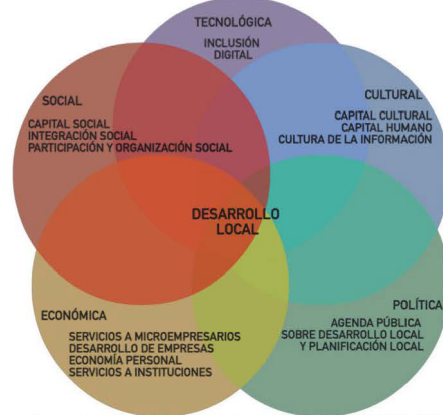 TECNOLÓGICA
INCLUSIÓN
DIGITAL
SOCIAL
CAPITAL SOCIAL
INTEGRACIÓN SOCIAL
PARTICIPACIÓN Y ORGANIZACIÓN SOCIAL
CULTURAL
CAPITAL CULTURAL
CAPITAL HUMANO
CULTURA DE LA INFORMACIÓN
DESARROLLO
LOCAL
ECONÓMICA
SERVICIOS A MICROEMPRESARIOS
DESARROLLO DE EMPRESAS
ECONOMÍA PERSONAL
SERVICIOS A INSTITUCIONES
POLÍTICA
AGENDA PÚBLICA
SOBRE DESARROLLO LOCAL
Y PLANIFICACIÓN LOCAL